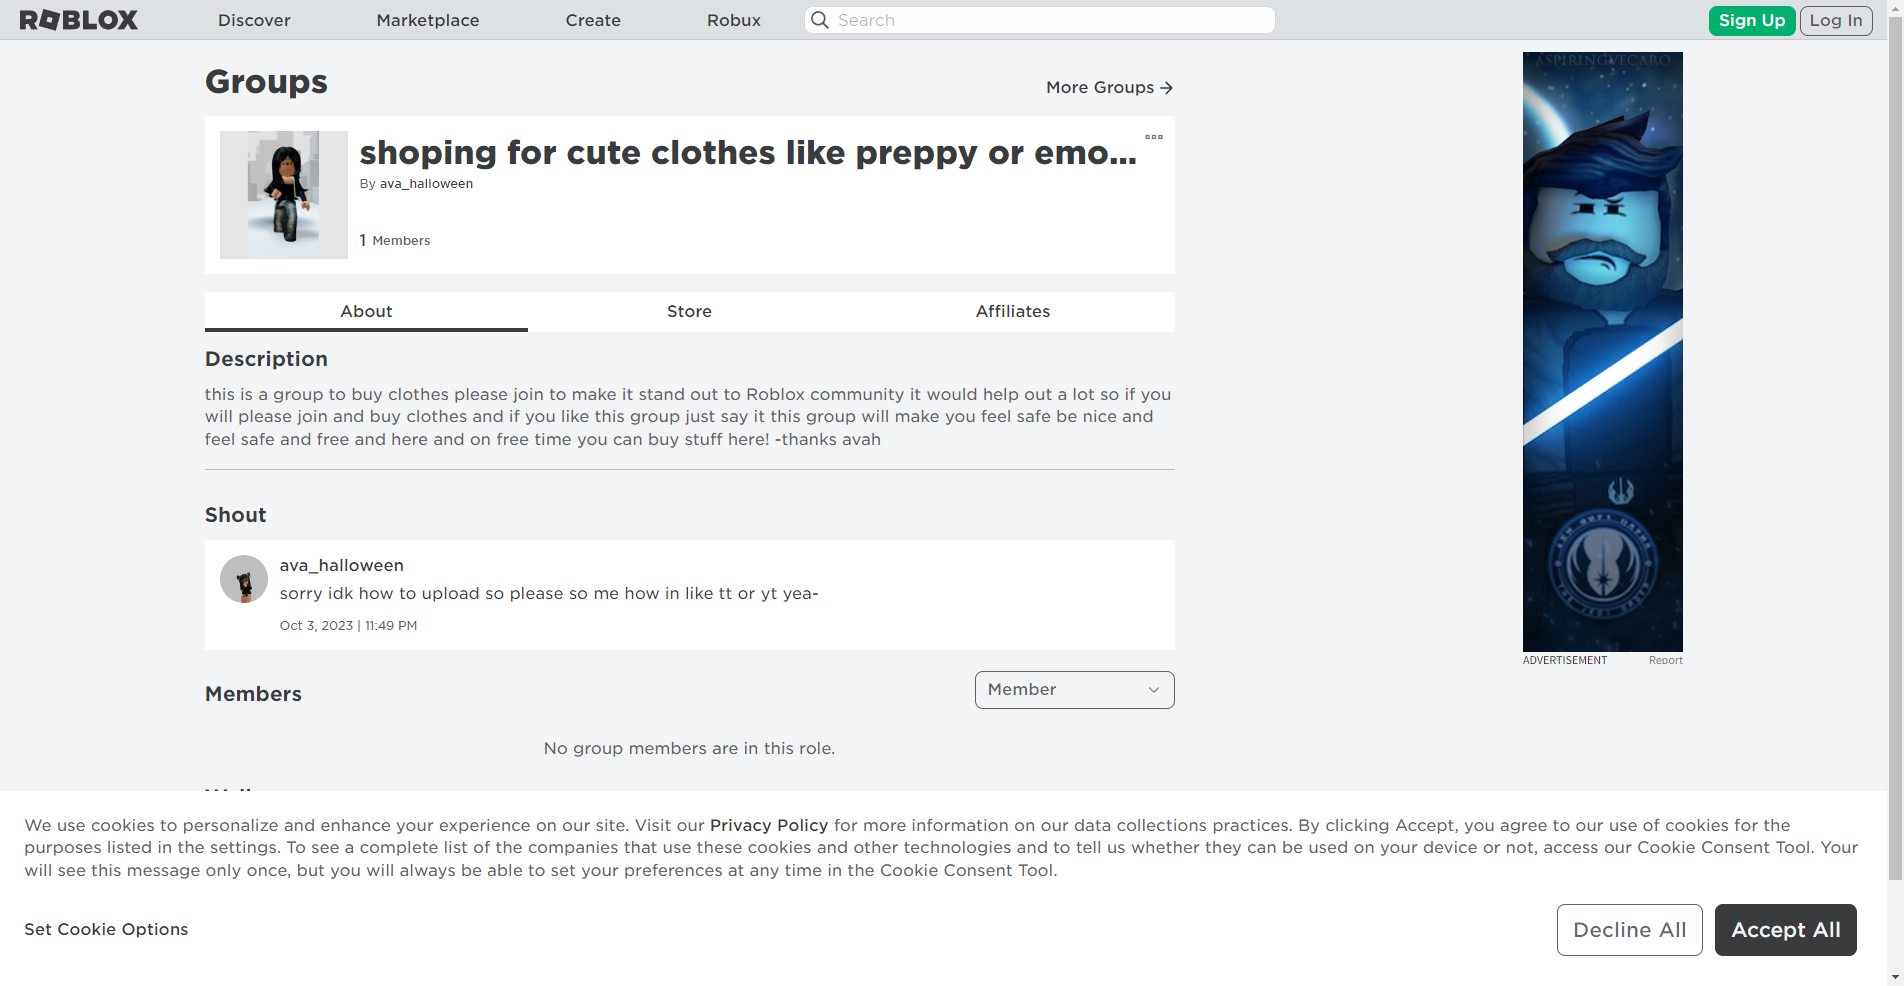 ROBLOX
Discover
Marketplace
Create
Robux
Search
Sign Up
Log In
Groups
More Groups
shoping for cute clothes like preppy or emo...
By ava_halloween
1 Members
About
Store
Affiliates
Description
this is a group to buy clothes please join to make it stand out to Roblox community it would help out a lot so if you
will please join and buy clothes and if you like this group just say it this group will make you feel safe be nice and
feel safe and free and here and on free time you can buy stuff here! -thanks avah
Shout
ava_halloween
sorry idk how to upload so please so me how in like tt or yt yea-
Oct 3, 2023 | 11:49 PM
Members
Member
No group members are in this role.
ASPIRINGVECARO
ADVERTISEMENT
Report
We use cookies to personalize and enhance your experience on our site. Visit our Privacy Policy for more information on our data collections practices. By clicking Accept, you agree to our use of cookies for the
purposes listed in the settings. To see a complete list of the companies that use these cookies and other technologies and to tell us whether they can be used on your device or not, access our Cookie Consent Tool. Your
will see this message only once, but you will always be able to set your preferences at any time in the Cookie Consent Tool.
Set Cookie Options
Decline All
Accept All